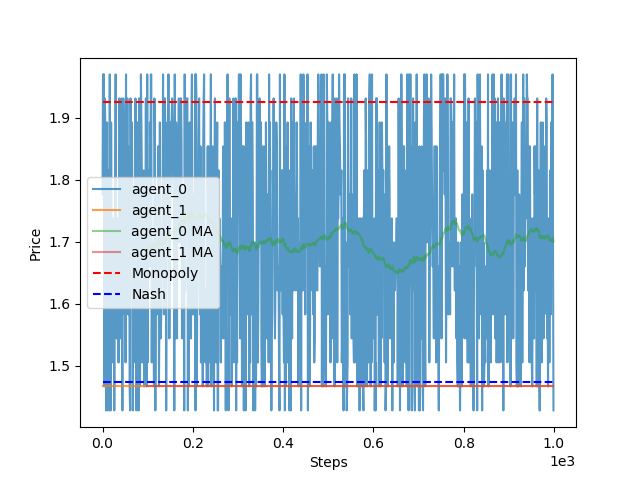 1.9
1.8
1.7
1.6
1.5
Price
agent_0
agent_1
agent_0 MA
agent_1 MA
Monopoly
Nash
0.0
0.2
0.4
0.6
0.8
1.0
1e3
Steps